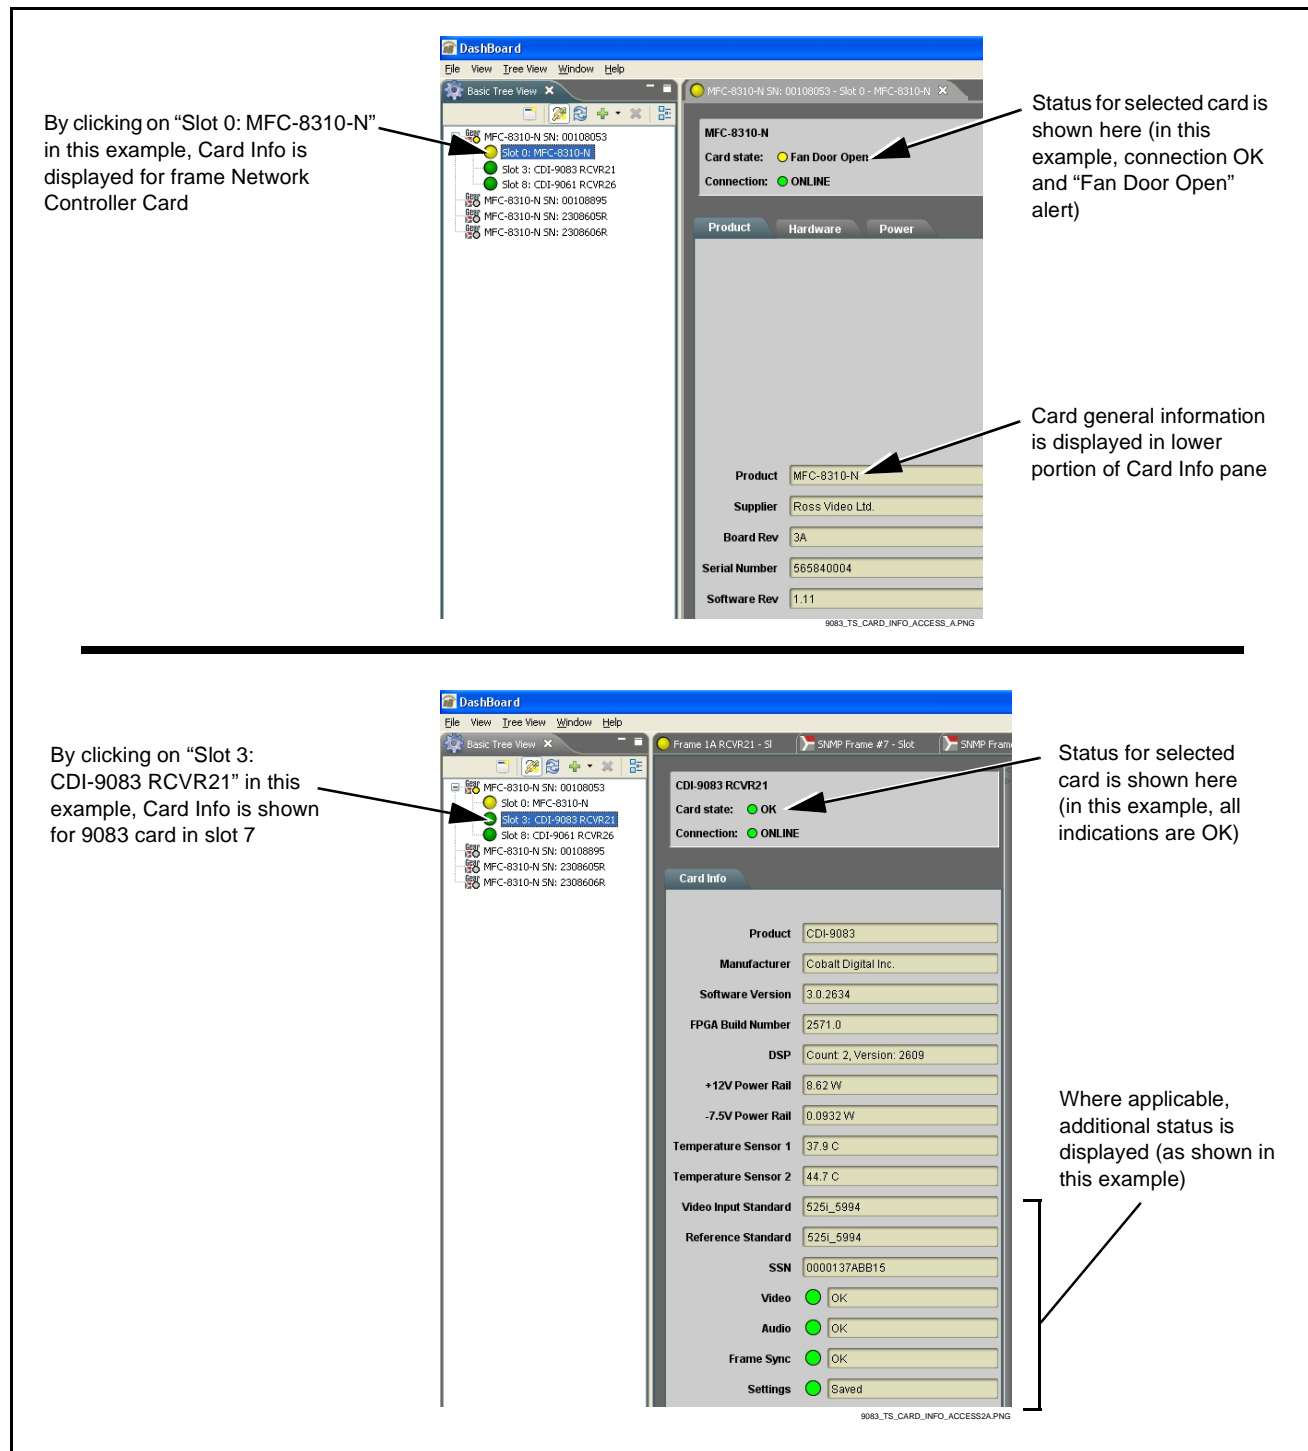 DashBoard
File View Tree View Window Help
Basic Tree View
MFC-8310-N SN: 00108053 - Slot 0 - MFC-8310-N
By clicking on “Slot 0: MFC-8310-N”
in this example, Card Info is
displayed for frame Network
Controller Card
Gear MFC-8310-N SN: 00108053
Slot 0: MFC-8310-N
Slot 3: CDI-9083 RCVR21
Slot 8: CDI-9061 RCVR26
Gear MFC-8310-N SN: 00108895
Gear MFC-8310-N SN: 2308605R
Gear MFC-8310-N SN: 2308606R
MFC-8310-N
Card state: Fan Door Open
Connection: ONLINE
Status for selected card is
shown here (in this
example, connection OK
and “Fan Door Open”
alert)
Product Hardware Power
Card general information
is displayed in lower
portion of Card Info pane
Product MFC-8310-N
Supplier Ross Video Ltd.
Board Rev 3A
Serial Number 565840004
Software Rev 1.11
9083_TS_CARD_INFO_ACCESS_A.PNG
DashBoard
File View Tree View Window Help
Basic Tree View
Frame 1A RCVR21 - Sl SNMP Frame #7 - Slot SNMP Fram
By clicking on “Slot 3:
CDI-9083 RCVR21” in this
example, Card Info is shown
for 9083 card in slot 7
Gear MFC-8310-N SN: 00108053
Slot 0: MFC-8310-N
Slot 3: CDI-9083 RCVR21
Slot 8: CDI-9061 RCVR26
Gear MFC-8310-N SN: 00108895
Gear MFC-8310-N SN: 2308605R
Gear MFC-8310-N SN: 2308606R
CDI-9083 RCVR21
Card state: OK
Connection: ONLINE
Status for selected
card is shown here
(in this example, all
indications are OK)
Card Info
Product CDI-9083
Manufacturer Cobalt Digital Inc.
Software Version 3.0.2634
FPGA Build Number 2571.0
DSP Count: 2, Version: 2609
+12V Power Rail 8.62 W
-7.5V Power Rail 0.0932 W
Temperature Sensor 1 37.9 C
Temperature Sensor 2 44.7 C
Video Input Standard 525i_5994
Reference Standard 525i_5994
SSN 0000137ABB15
Video OK
Audio OK
Frame Sync OK
Settings Saved
Where applicable,
additional status is
displayed (as shown in
this example)
9083_TS_CARD_INFO_ACCESS2A.PNG